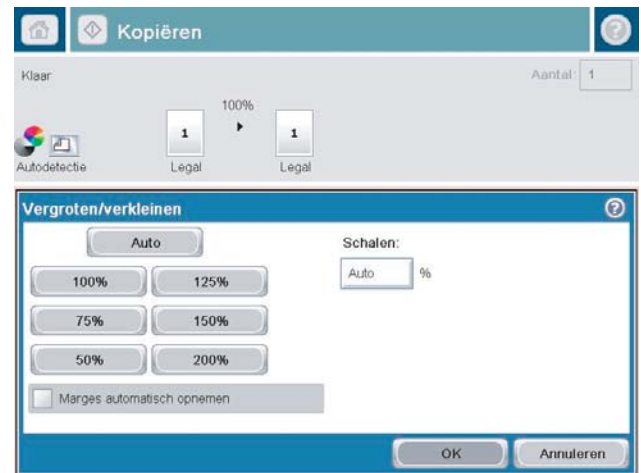 Kopiëren
Klaar
Aantal: 1
100%
1 1
Autodetectie Legal Legal
Vergroten/verkleinen
Auto Schalen:
Auto %
100% 125%
75% 150%
50% 200%
Marges automatisch opnemen
OK Annuleren